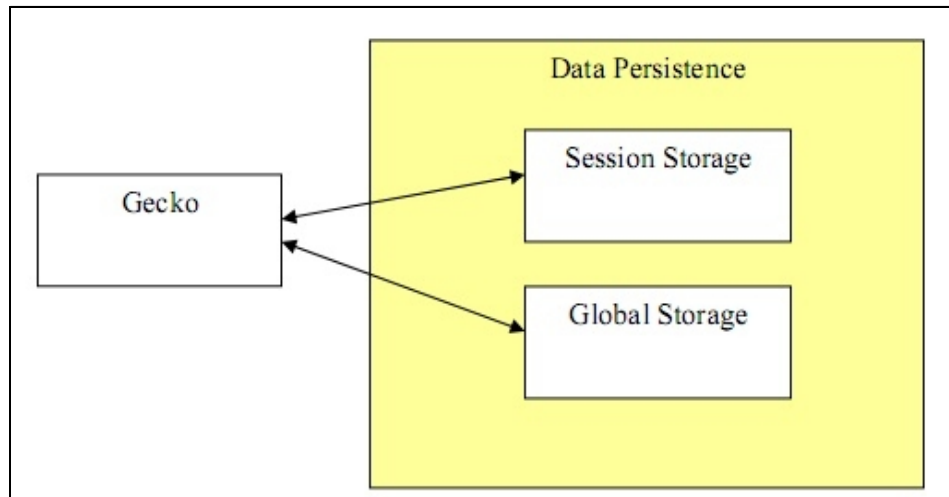 Data Persistence
Session Storage
Gecko
Global Storage